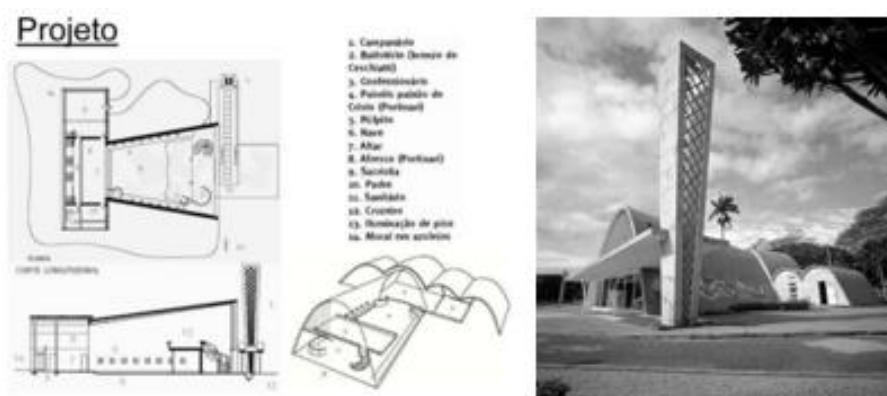 Projeto
1. Campanário
2. Batistério (bronze de
Ceschiatti)
3. Confessionário
4. Painéis paixão de
Cristo (Portinari)
5. Púlpito
6. Nave
7. Altar
8. Afresco (Portinari)
9. Sacristia
10. Padre
11. Sanitário
12. Cruzeiro
13. Iluminação de piso
14. Mural em azulejos
CORTE LONGITUDINAL